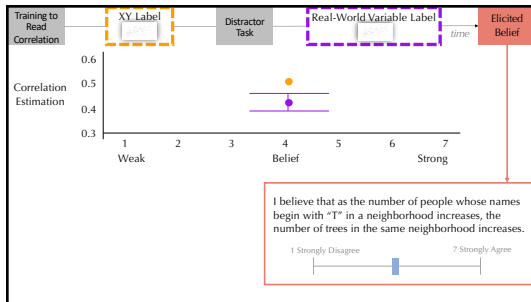 Training to
Read
Correlation
XY Label
Distractor
Task
Real-World Variable Label
time
Elicited
Belief
Correlation
Estimation
0.6
0.5
0.4
0.3
1
2
3
4
5
6
7
Weak
Belief
Strong
I believe that as the number of people whose names
begin with “T” in a neighborhood increases, the
number of trees in the same neighborhood increases.
1 Strongly Disagree
7 Strongly Agree